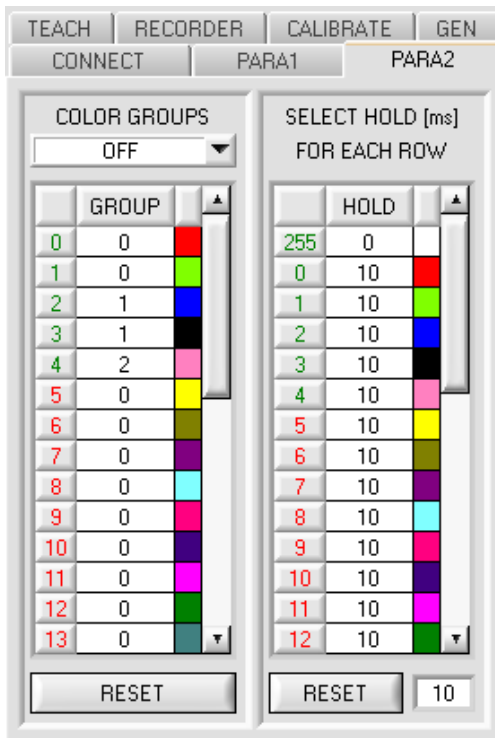 TEACH RECORDER CALIBRATE GEN
CONNECT PARA1 PARA2
COLOR GROUPS
OFF
GROUP
0 0
1 0
2 1
3 1
4 2
5 0
6 0
7 0
8 0
9 0
10 0
11 0
12 0
13 0
RESET
SELECT HOLD [ms]
FOR EACH ROW
HOLD
255 0
0 10
1 10
2 10
3 10
4 10
5 10
6 10
7 10
8 10
9 10
10 10
11 10
12 10
RESET 10